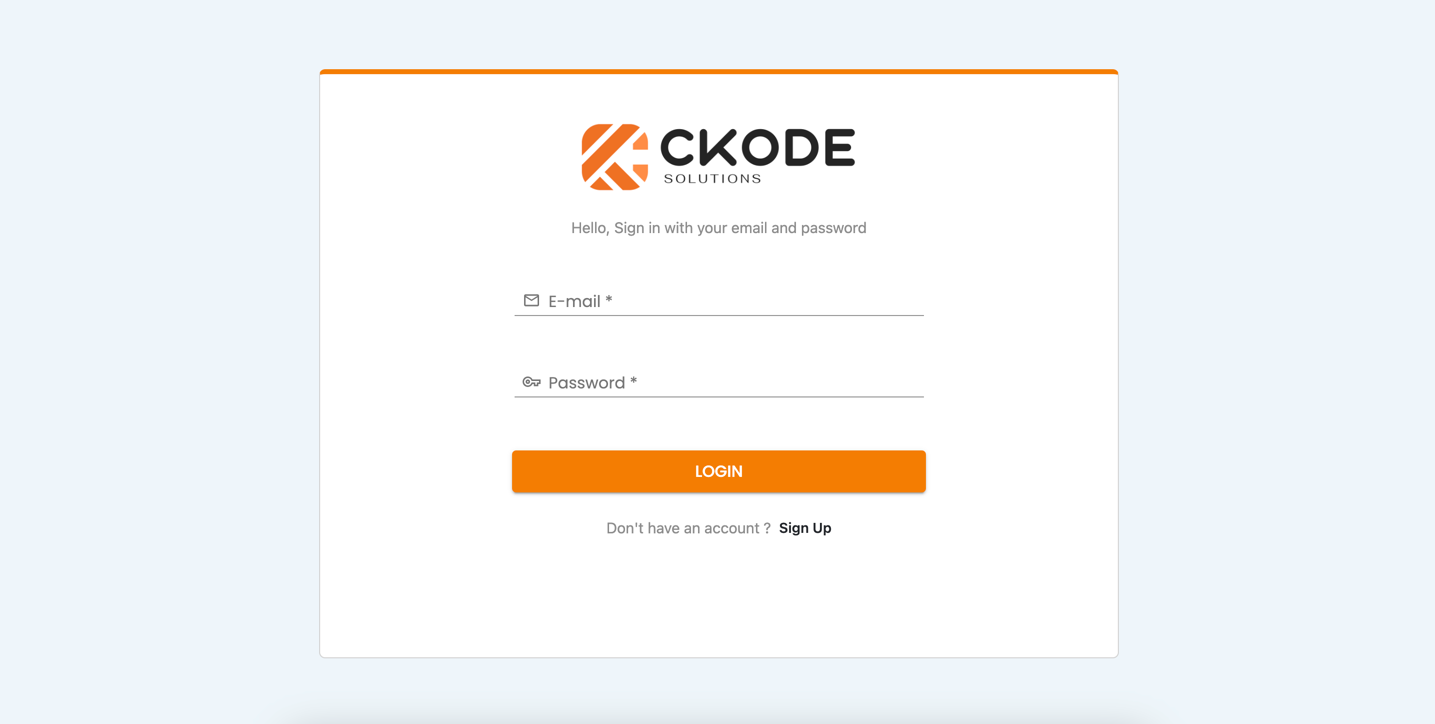 CKODE
SOLUTIONS
Hello, Sign in with your email and password
E-mail *
Password *
LOGIN
Don't have an account ? Sign Up